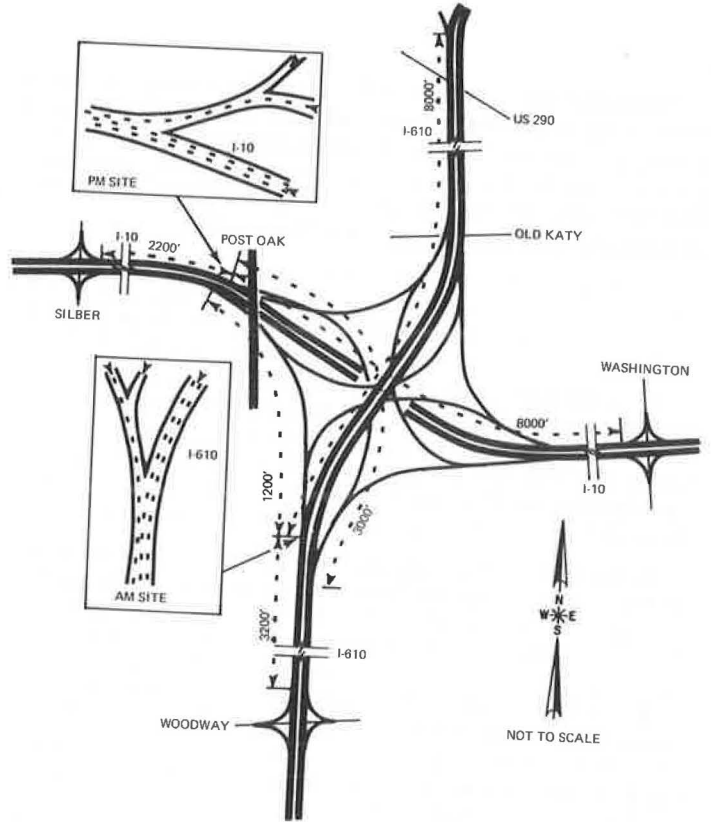 8000'
US 290
I-610
I-10
PM SITE
OLD KATY
I-10
2200'
POST OAK
SILBER
WASHINGTON
8000'
I-610
1200'
3000'
I-10
AM SITE
N
W E
S
3200'
I-610
WOODWAY
NOT TO SCALE